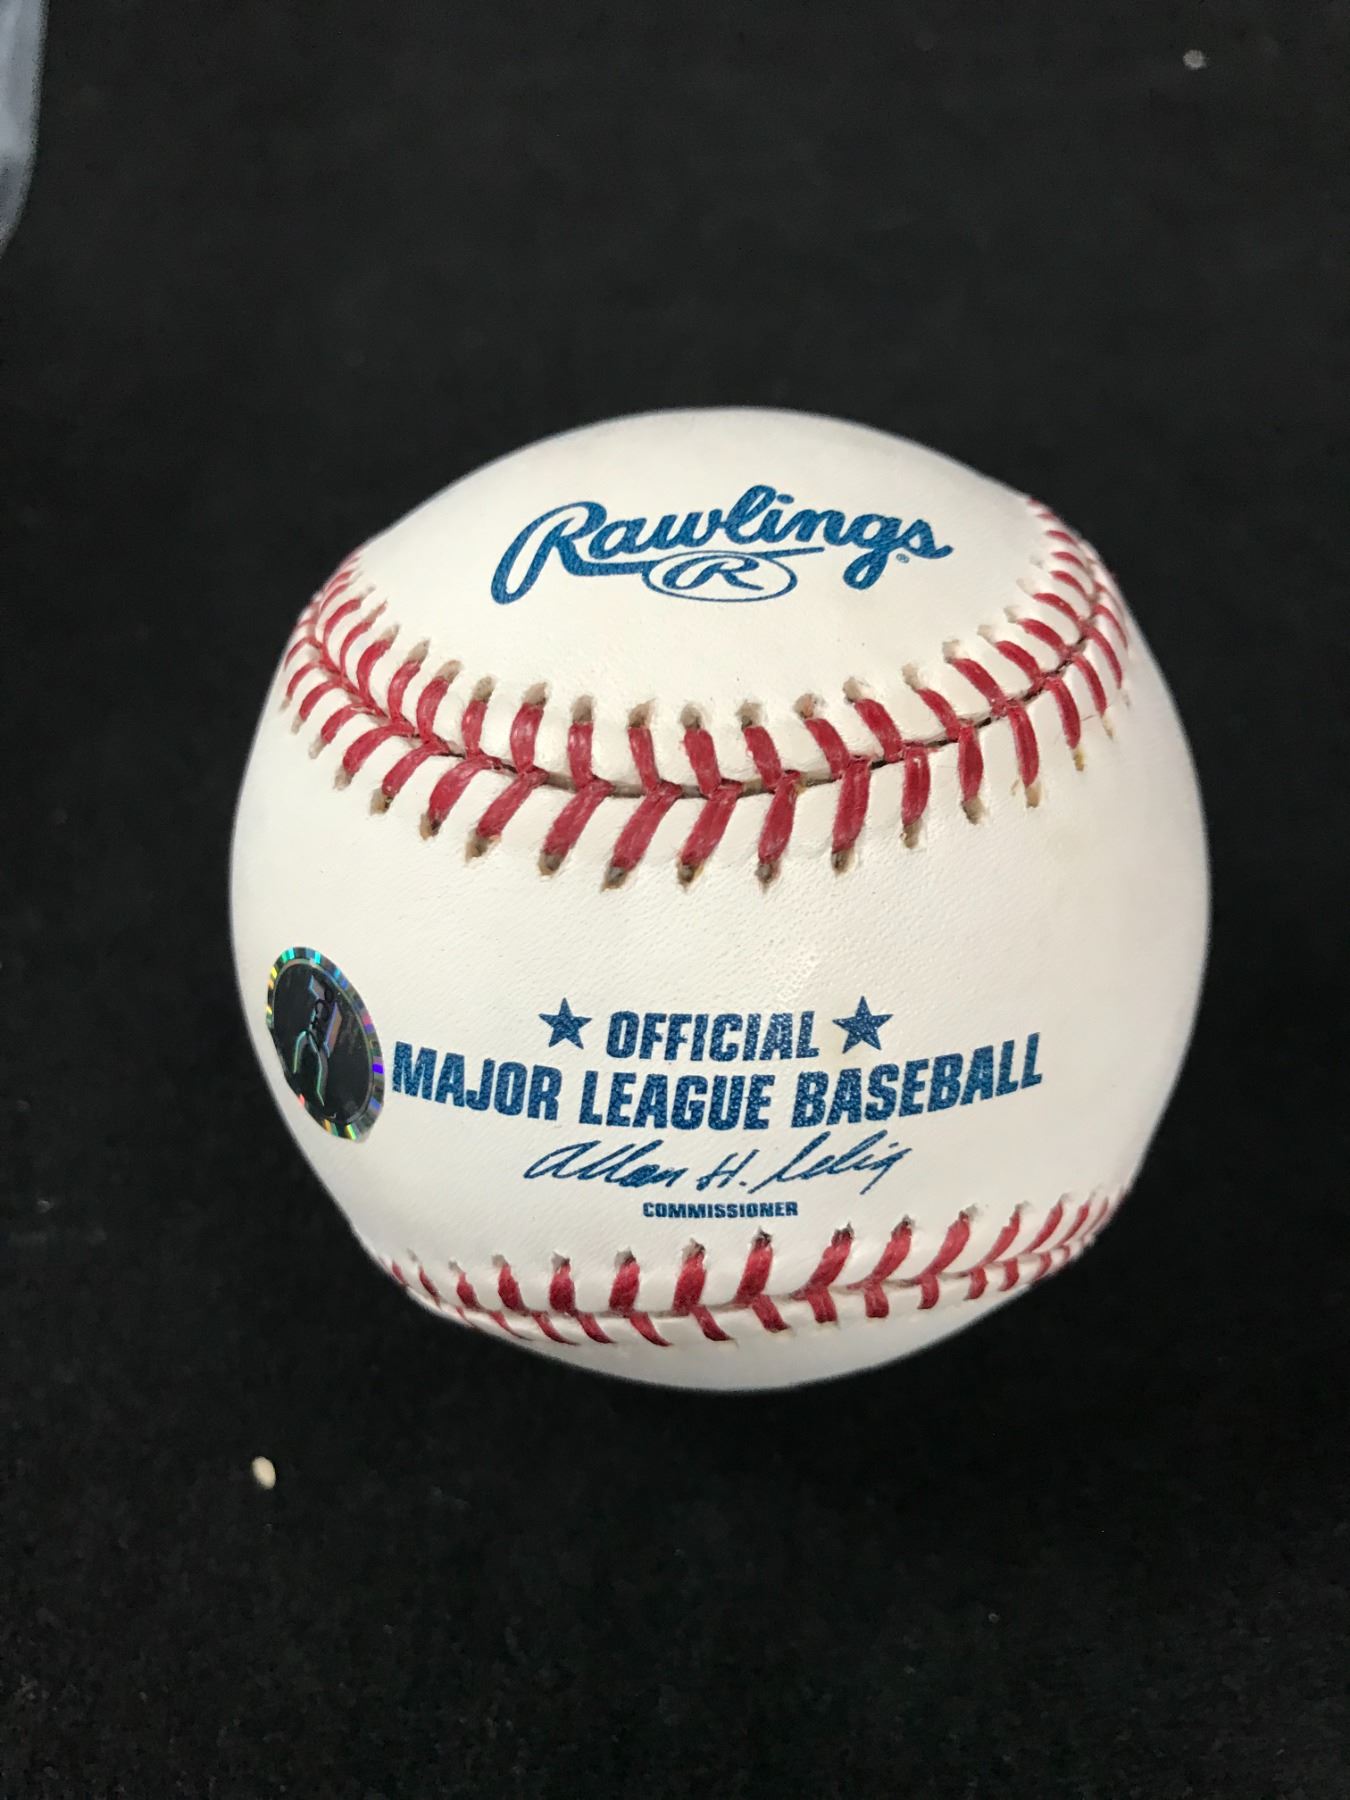 Rawlings®
R
★ OFFICIAL ★
MAJOR LEAGUE BASEBALL
Allan H. Selig
COMMISSIONER